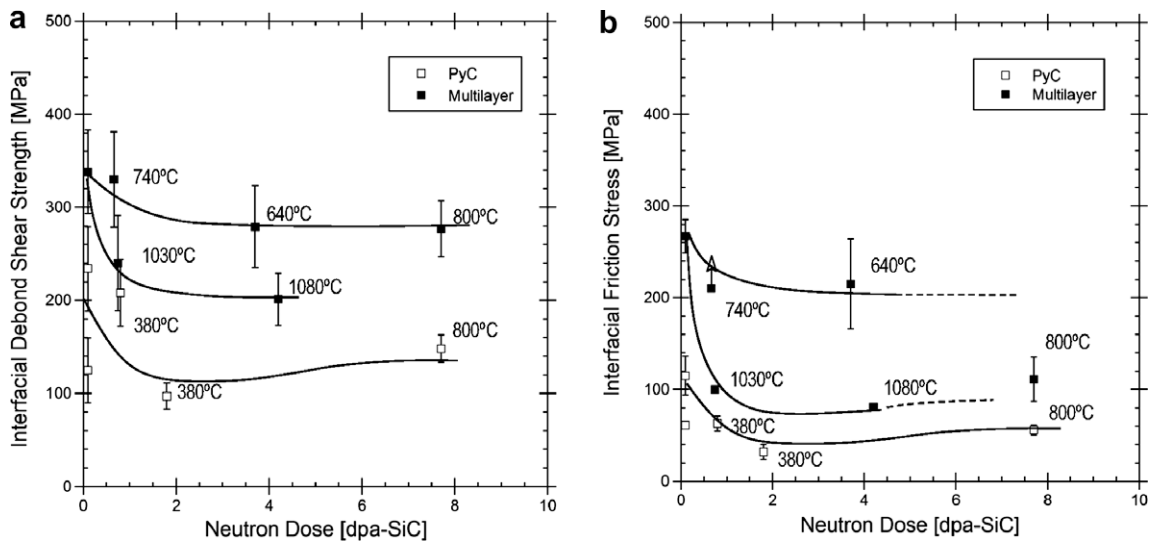 a
Interfacial Debond Shear Strength [MPa]
500
400
300
200
100
0
PyC
Multilayer
740ºC
640ºC
800ºC
1030ºC
1080ºC
380ºC
800ºC
380ºC
0 2 4 6 8 10
Neutron Dose [dpa-SiC]
b
Interfacial Friction Stress [MPa]
500
400
300
200
100
0
PyC
Multilayer
640ºC
740ºC
800ºC
1030ºC
1080ºC
800ºC
380ºC
380ºC
0 2 4 6 8 10
Neutron Dose [dpa-SiC]